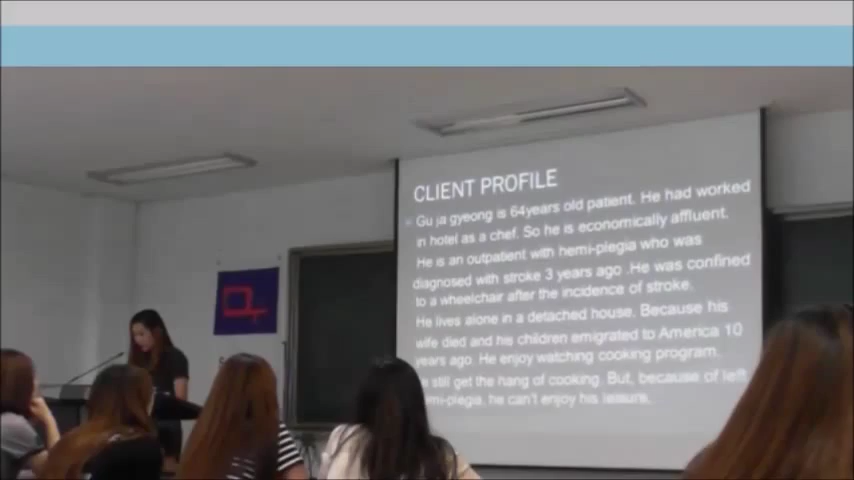 CLIENT PROFILE
Gu ja gyeong is 64years old patient. He had worked
in hotel as a chef. So he is economically affluent.
He is an outpatient with hemi-plegia who was
diagnosed with stroke 3 years ago .He was confined
to a wheelchair after the incidence of stroke.
He lives alone in a detached house. Because his
wife died and his children emigrated to America 10
years ago. He enjoy watching cooking program.
still get the hang of cooking. But, because of left
he can't enjoy his leisure.